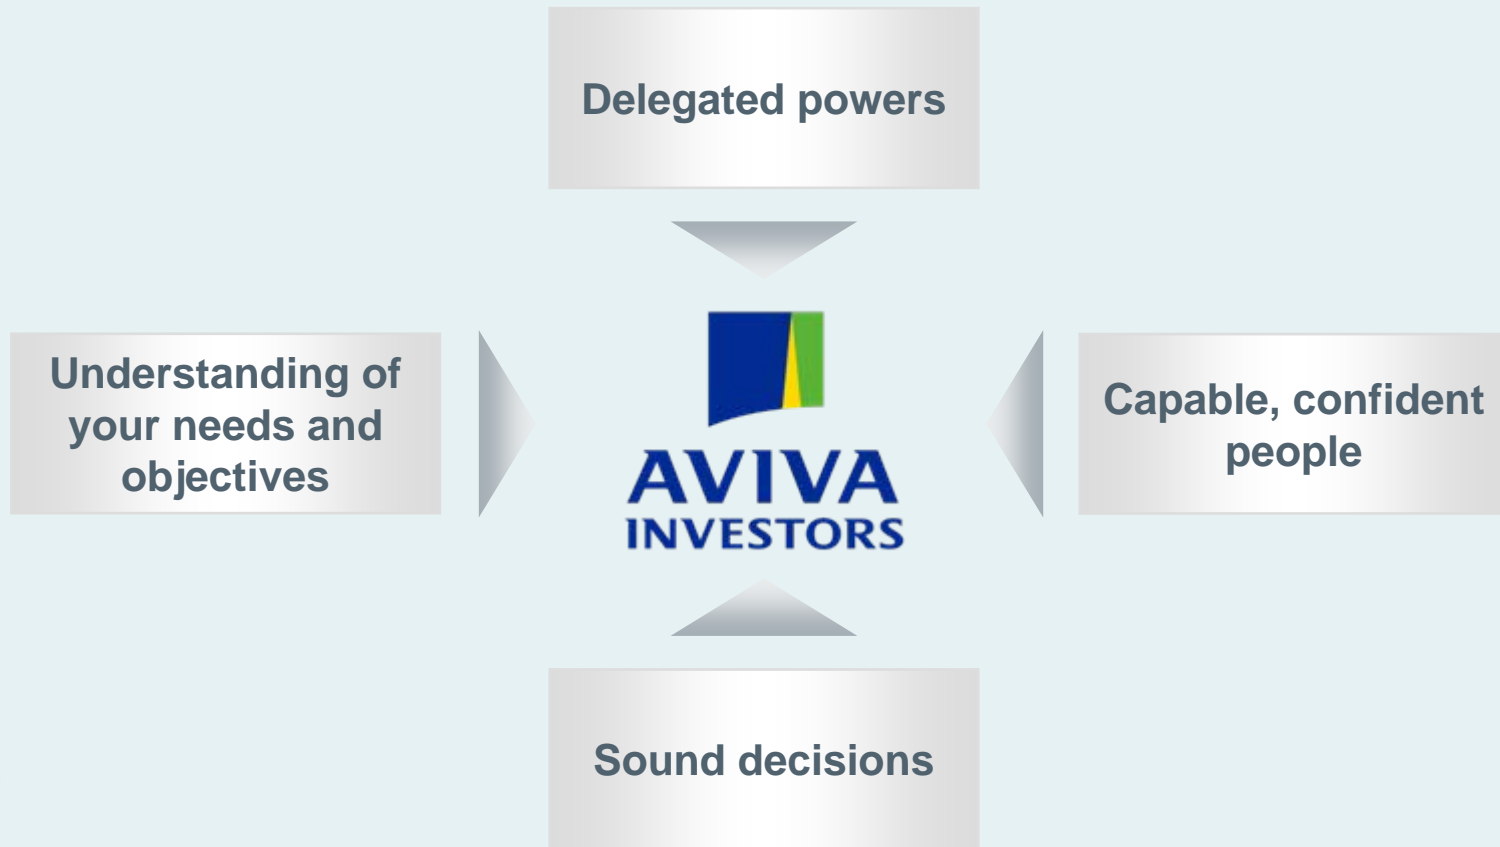 Delegated powers
Understanding of
your needs and
objectives
AVIVA
INVESTORS
Capable, confident
people
Sound decisions